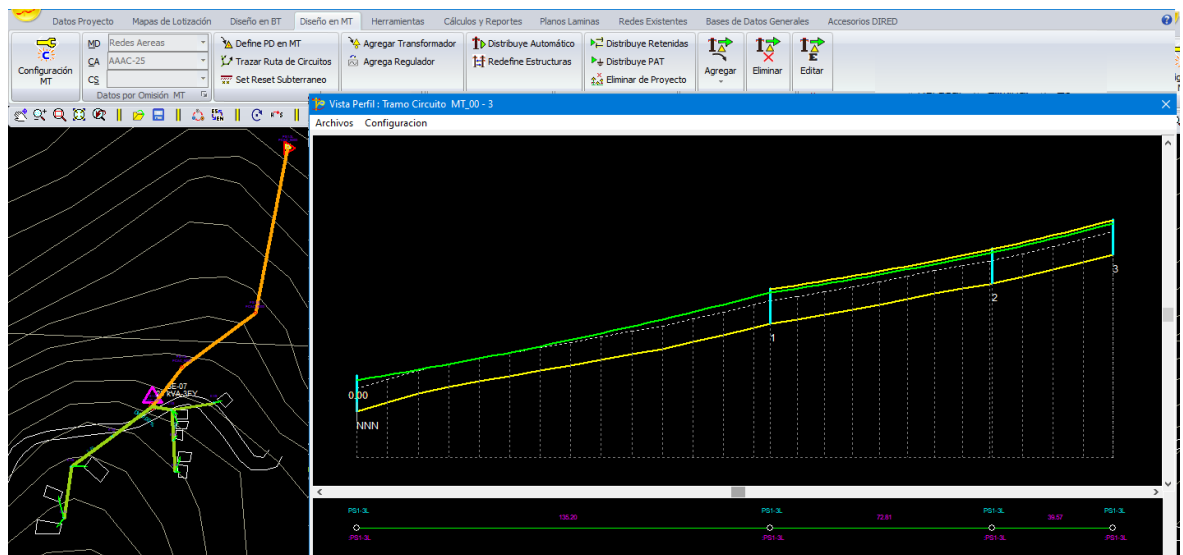 Datos Proyecto Mapas de Lotización Diseño en BT Diseño en MT Herramientas Cálculos y Reportes Planos Laminas Redes Existentes Bases de Datos Generales Accesorios DIRED
Configuración MT
MD Redes Aereas
CA AAAC-25
CS
Datos por Omisión MT
Define PD en MT
Trazar Ruta de Circuitos
Set Reset Subterraneo
Agregar Transformador
Agrega Regulador
Distribuye Automático
Redefine Estructuras
Distribuye Retenidas
Distribuye PAT
Eliminar de Proyecto
Agregar
Eliminar
Editar
Vista Perfil : Tramo Circuito MT_00 - 3
Archivos Configuracion
0.00
NNN
1
2
3
SE-07
kVA-3FY
PS1-3L PS1-3L PS1-3L PS1-3L
72.61 39.57
PS1-3L PS1-3L PS1-3L PS1-3L